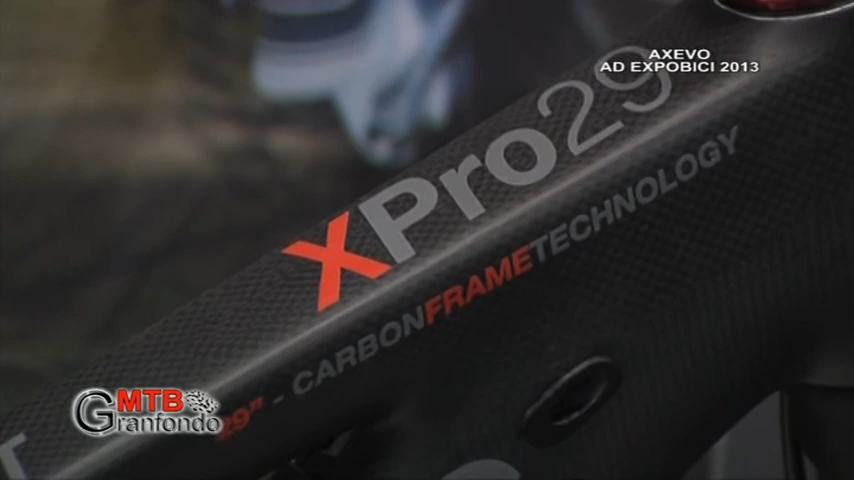 AXEVO
AD EXPOBICI 2013
XPro29
29" - CARBONFRAMETECHNOLOGY
MTB
Granfondo
T